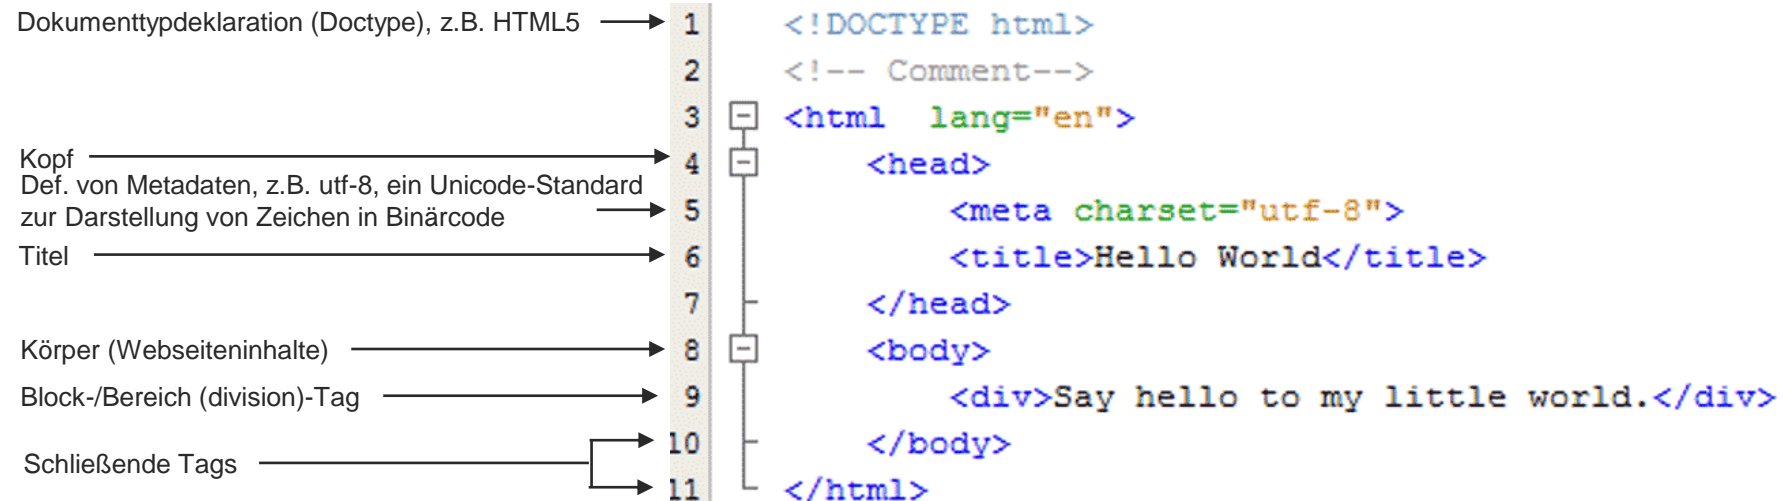 Dokumenttypdeklaration (Doctype), z.B. HTML5 1 <!DOCTYPE html>
2 <!-- Comment-->
3 <html lang="en">
Kopf 4 <head>
Def. von Metadaten, z.B. utf-8, ein Unicode-Standard
zur Darstellung von Zeichen in Binärcode 5 <meta charset="utf-8">
Titel 6 <title>Hello World</title>
7 </head>
Körper (Webseiteninhalte) 8 <body>
Block-/Bereich (division)-Tag 9 <div>Say hello to my little world.</div>
10 </body>
Schließende Tags
11 </html>